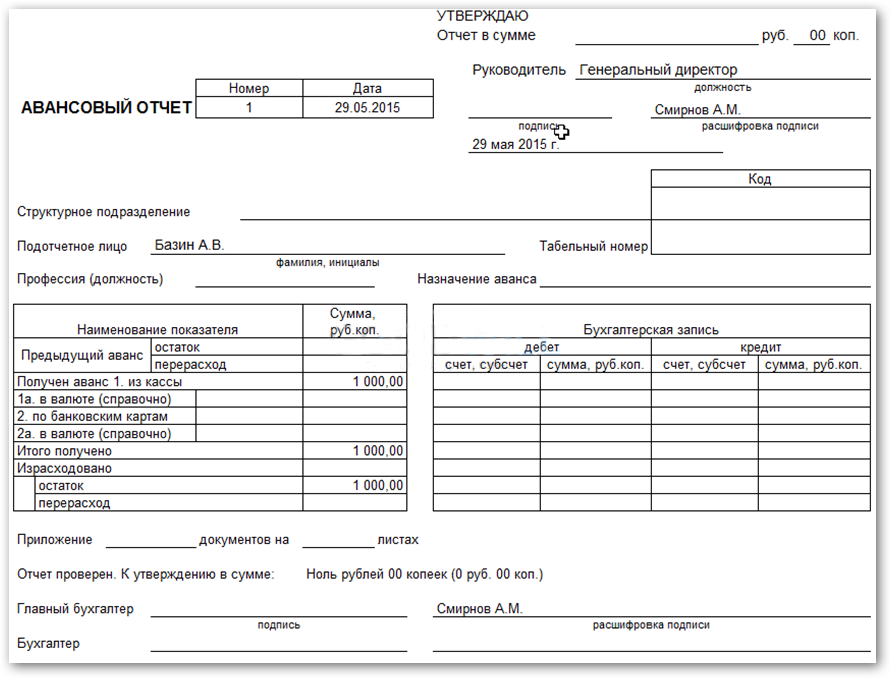 УТВЕРЖДАЮ
Отчет в сумме руб. 00 коп.
Руководитель Генеральный директор
должность
Номер Дата
АВАНСОВЫЙ ОТЧЕТ 1 29.05.2015
Смирнов А.М.
подпись расшифровка подписи
29 мая 2015 г.
Код
Структурное подразделение
Подотчетное лицо Базин А.В. Табельный номер
фамилия, инициалы
Профессия (должность) Назначение аванса
Наименование показателя Сумма, руб.коп.
Предыдущий аванс остаток
перерасход
Получен аванс 1. из кассы 1 000,00
1а. в валюте (справочно)
2. по банковским картам
2а. в валюте (справочно)
Итого получено 1 000,00
Израсходовано
остаток 1 000,00
перерасход
Бухгалтерская запись
дебет кредит
счет, субсчет сумма, руб.коп. счет, субсчет сумма, руб.коп.
Приложение документов на листах
Отчет проверен. К утверждению в сумме: Ноль рублей 00 копеек (0 руб. 00 коп.)
Главный бухгалтер Смирнов А.М.
подпись расшифровка подписи
Бухгалтер